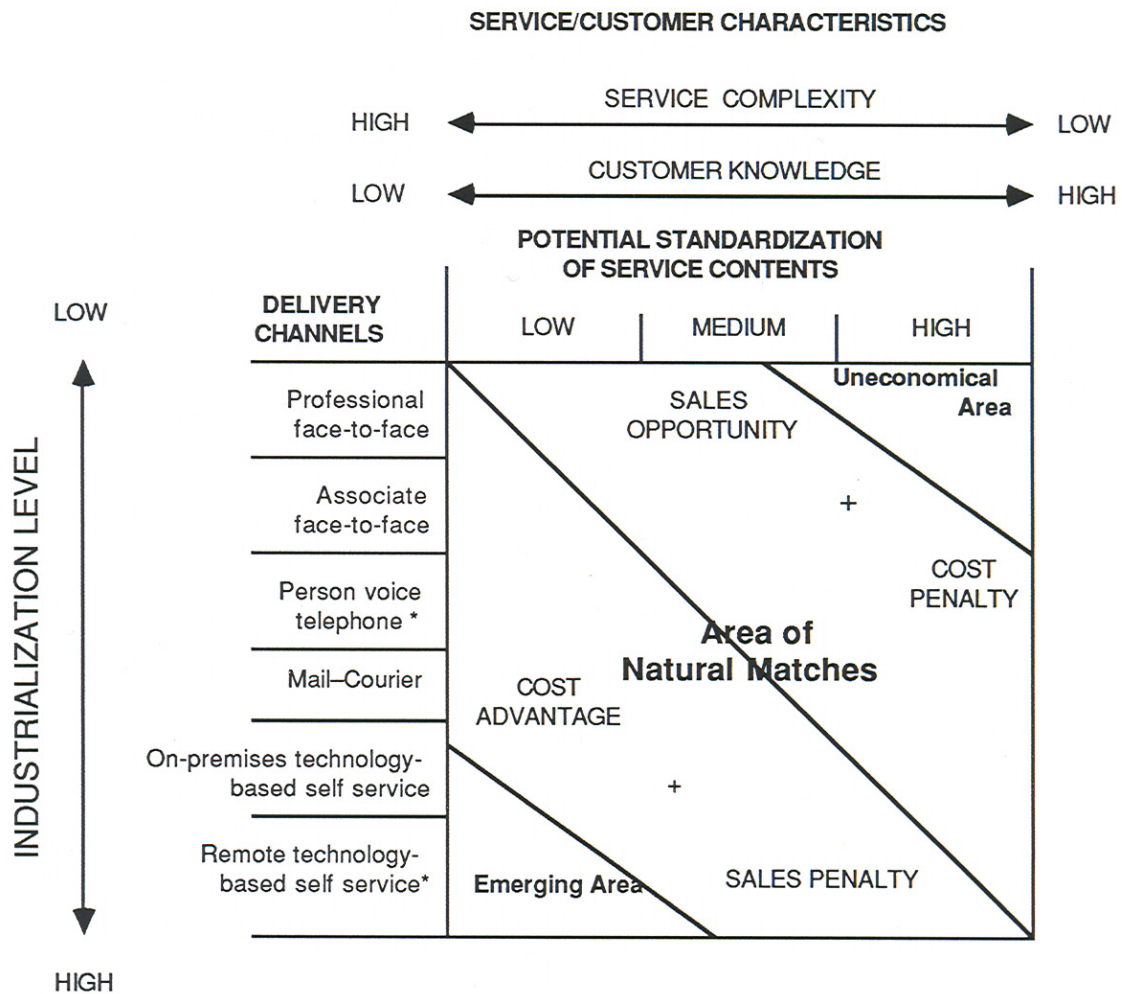 SERVICE/CUSTOMER CHARACTERISTICS
SERVICE COMPLEXITY
HIGH
LOW
CUSTOMER KNOWLEDGE
LOW
HIGH
POTENTIAL STANDARDIZATION
OF SERVICE CONTENTS
LOW
DELIVERY
CHANNELS
LOW
MEDIUM
HIGH
Uneconomical
Area
Professional
face-to-face
SALES
OPPORTUNITY
Associate
face-to-face
+
INDUSTRIALIZATION LEVEL
COST
PENALTY
Person voice
telephone *
Area of
Natural Matches
Mail–Courier
COST
ADVANTAGE
On-premises technology-
based self service
+
Remote technology-
based self service*
Emerging Area
SALES PENALTY
HIGH